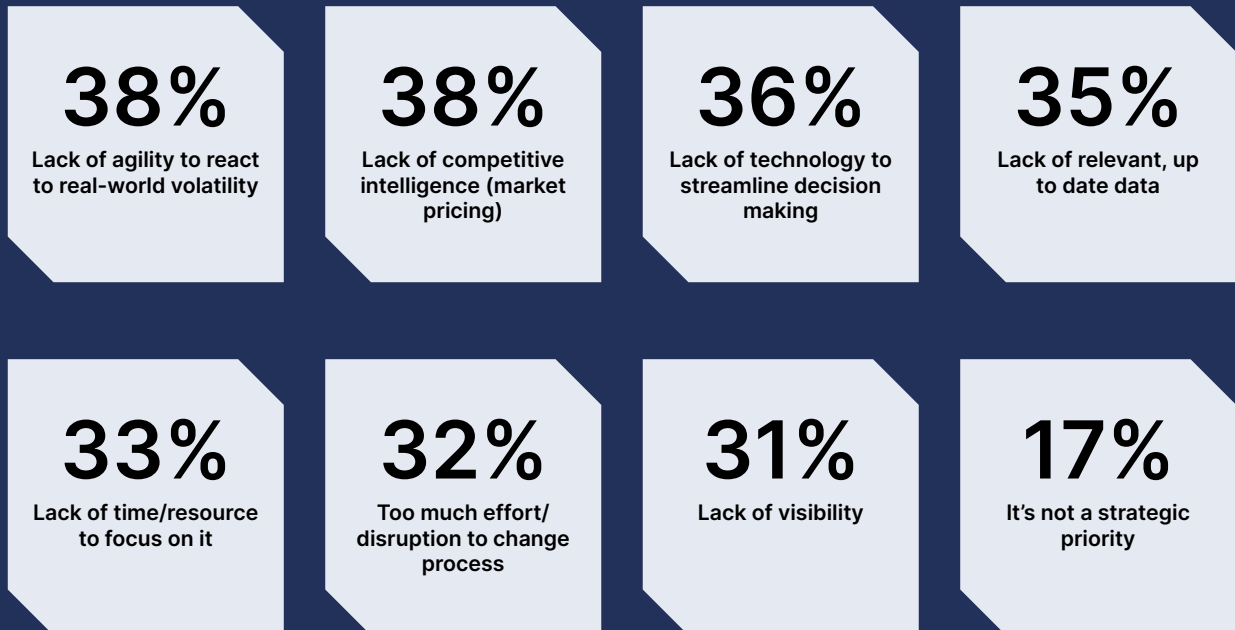 38%
Lack of agility to react
to real-world volatility
38%
Lack of competitive
intelligence (market
pricing)
36%
Lack of technology to
streamline decision
making
35%
Lack of relevant, up
to date data
33%
Lack of time/resource
to focus on it
32%
Too much effort/
disruption to change
process
31%
Lack of visibility
17%
It’s not a strategic
priority